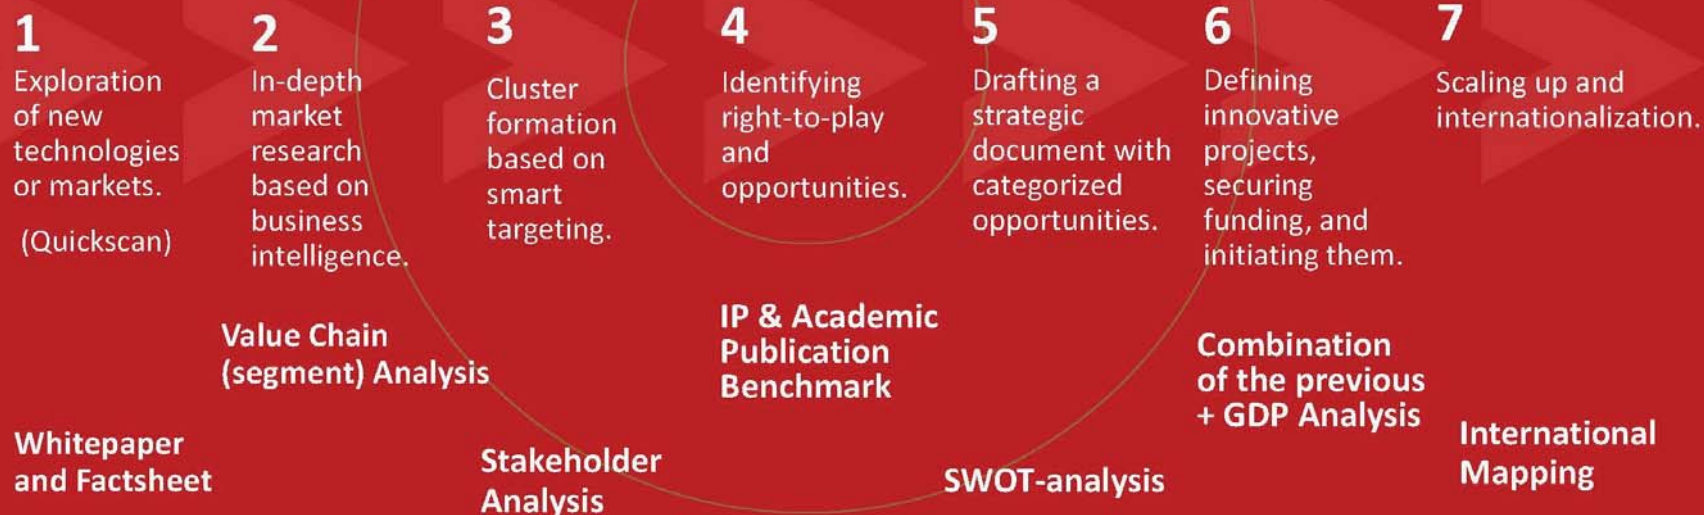 1
Exploration
of new
technologies
or markets.
(Quickscan)
2
In-depth
market
research
based on
business
intelligence.
3
Cluster
formation
based on
smart
targeting.
4
Identifying
right-to-play
and
opportunities.
5
Drafting a
strategic
document with
categorized
opportunities.
6
Defining
innovative
projects,
securing
funding, and
initiating them.
7
Scaling up and
internationalization.
Whitepaper
and Factsheet
Value Chain
(segment) Analysis
Stakeholder
Analysis
IP & Academic
Publication
Benchmark
SWOT-analysis
Combination
of the previous
+ GDP Analysis
International
Mapping